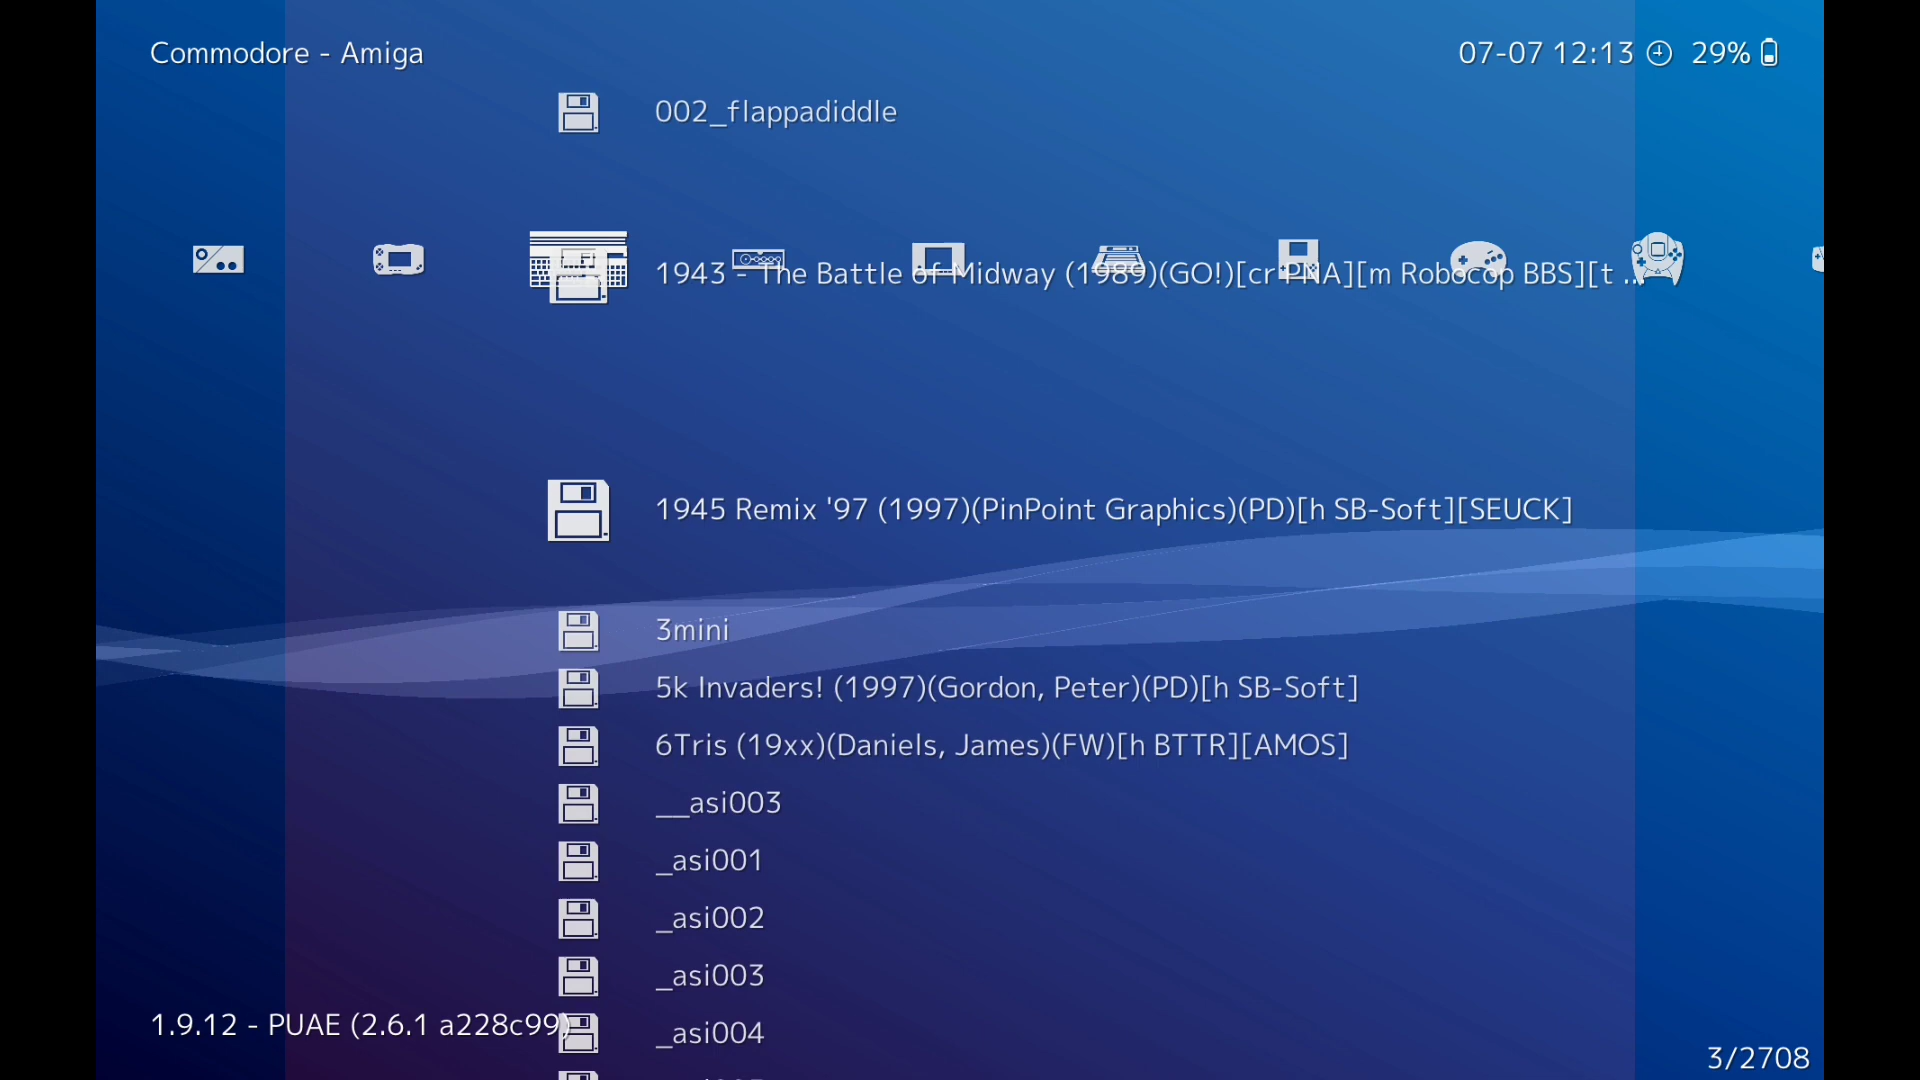 Commodore - Amiga
07-07 12:13 29%
002_flappadiddle
1943 - The Battle of Midway (1989)(GO!)[cr PNA][m Robocop BBS][t ...
1945 Remix '97 (1997)(PinPoint Graphics)(PD)[h SB-Soft][SEUCK]
3mini
5k Invaders! (1997)(Gordon, Peter)(PD)[h SB-Soft]
6Tris (19xx)(Daniels, James)(FW)[h BTTR][AMOS]
__asi003
_asi001
_asi002
_asi003
_asi004
1.9.12 - PUAE (2.6.1 a228c99)
3/2708